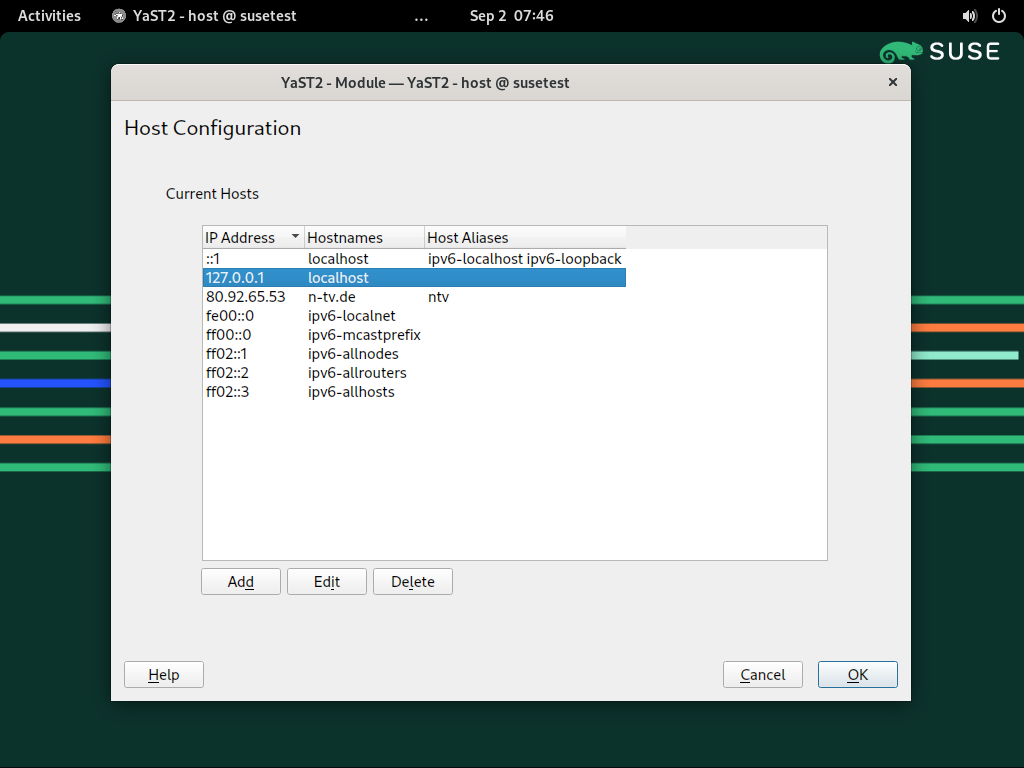 Activities YaST2 - host @ susetest ... Sep 2 07:46
SUSE
YaST2 - Module — YaST2 - host @ susetest ×
Host Configuration
Current Hosts
IP Address Hostnames Host Aliases
::1 localhost ipv6-localhost ipv6-loopback
127.0.0.1 localhost
80.92.65.53 n-tv.de ntv
fe00::0 ipv6-localnet
ff00::0 ipv6-mcastprefix
ff02::1 ipv6-allnodes
ff02::2 ipv6-allrouters
ff02::3 ipv6-allhosts
Add Edit Delete
Help Cancel OK